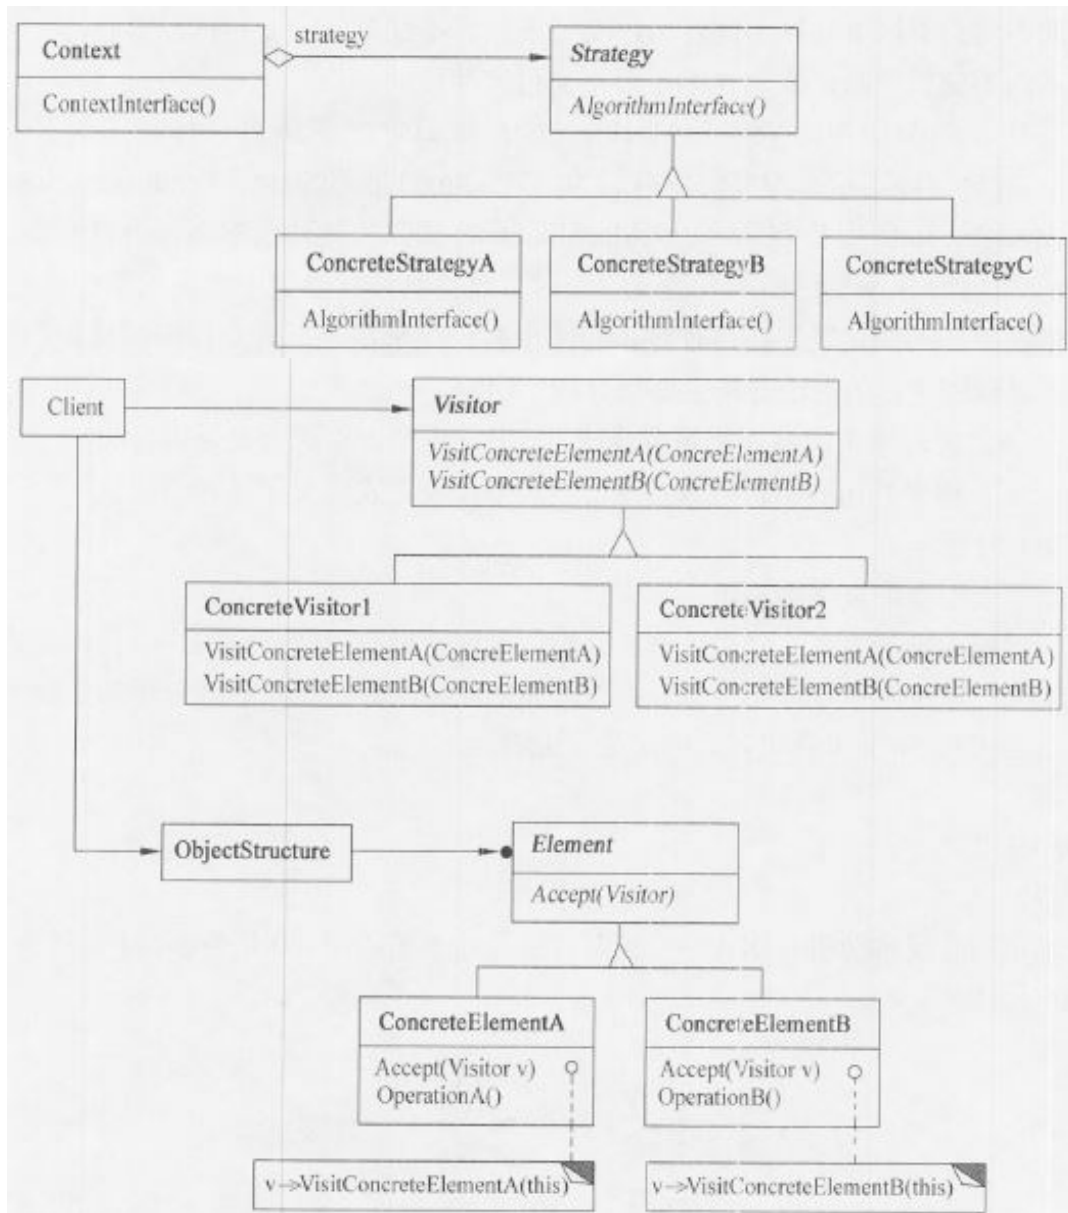 Context
strategy
Strategy
ContextInterface()
AlgorithmInterface()
ConcreteStrategyA
ConcreteStrategyB
ConcreteStrategyC
AlgorithmInterface()
AlgorithmInterface()
AlgorithmInterface()
Client
Visitor
VisitConcreteElementA(ConcreElementA)
VisitConcreteElementB(ConcreElementB)
ConcreteVisitor1
VisitConcreteElementA(ConcreElementA)
VisitConcreteElementB(ConcreElementB)
ConcreteVisitor2
VisitConcreteElementA(ConcreElementA)
VisitConcreteElementB(ConcreElementB)
ObjectStructure
Element
Accept(Visitor)
ConcreteElementA
Accept(Visitor v)
OperationA()
ConcreteElementB
Accept(Visitor v)
OperationB()
v->VisitConcreteElementA(this)
v->VisitConcreteElementB(this)